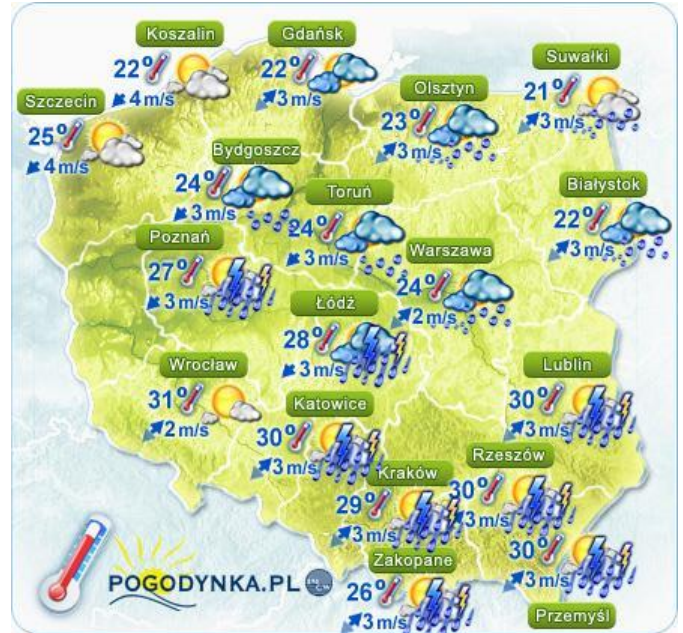 Koszalin
22°
4 m/s
Gdańsk
22°
3 m/s
Suwałki
21°
3 m/s
Szczecin
25°
4 m/s
Olsztyn
23°
3 m/s
Bydgoszcz
24°
3 m/s
Toruń
24°
3 m/s
Białystok
22°
3 m/s
Poznań
27°
3 m/s
Warszawa
24°
2 m/s
Łódź
28°
3 m/s
Wrocław
31°
2 m/s
Katowice
30°
3 m/s
Lublin
30°
3 m/s
Kraków
29°
3 m/s
Rzeszów
30°
3 m/s
Zakopane
26°
3 m/s
30°
3 m/s
Przemyśl
POGODYNKA.PL